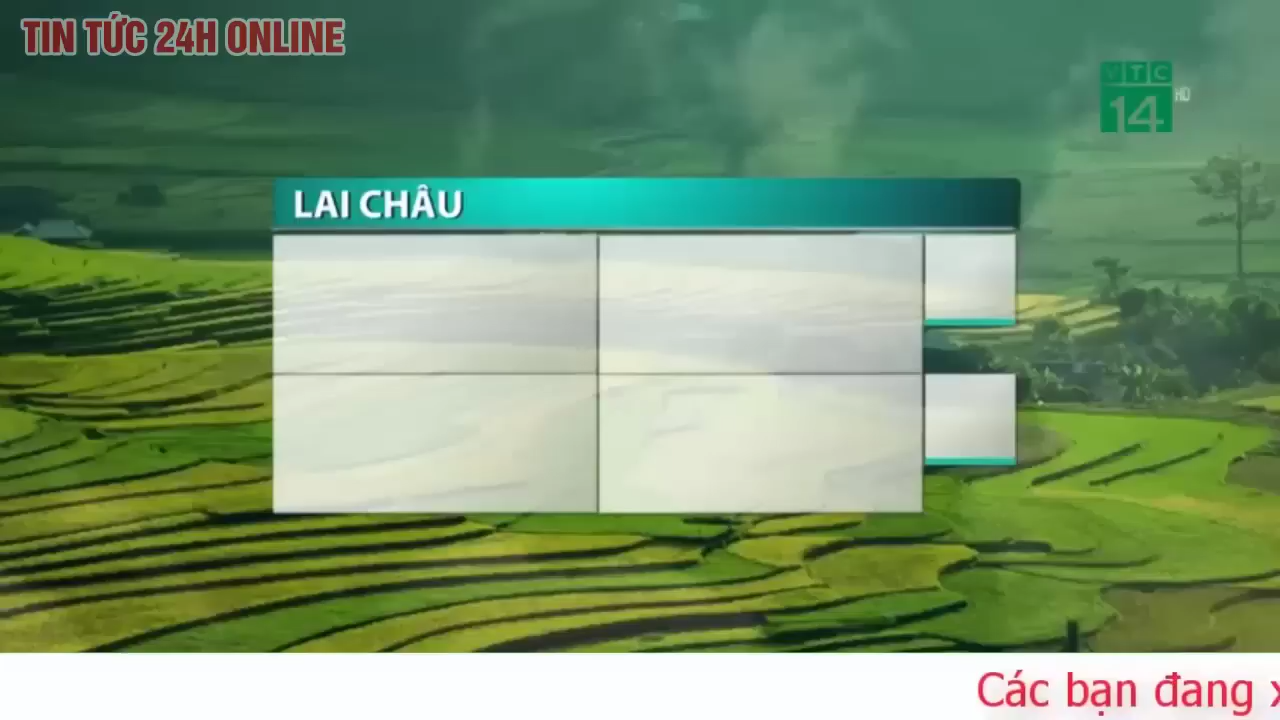 TIN TỨC 24H ONLINE
VTC
14 HD
LAI CHÂU
Các bạn đang